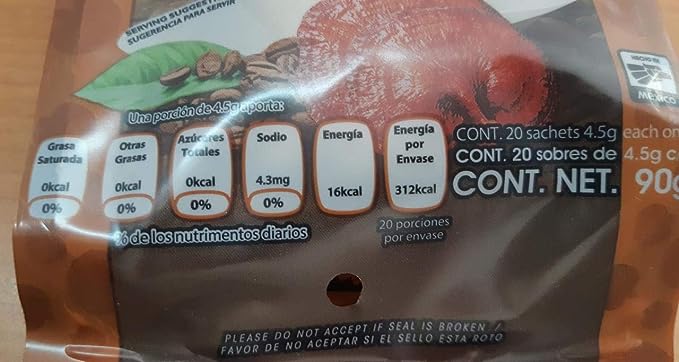 SERVING SUGGESTION
SUGERENCIA PARA SERVIR
Una porción de 4.5g aporta:
Grasa
Saturada
0kcal
0%
Otras
Grasas
0kcal
0%
Azúcares
Totales
0kcal
0%
Sodio
4.3mg
0%
Energía
16kcal
Energía
por
Envase
312kcal
% de los nutrimentos diarios
20 porciones
por envase
HECHO EN
MÉXICO
CONT. 20 sachets 4.5g each
CONT. 20 sobres de 4.5g
CONT. NET. 90g
PLEASE DO NOT ACCEPT IF SEAL IS BROKEN /
FAVOR DE NO ACEPTAR SI EL SELLO ESTA ROTO